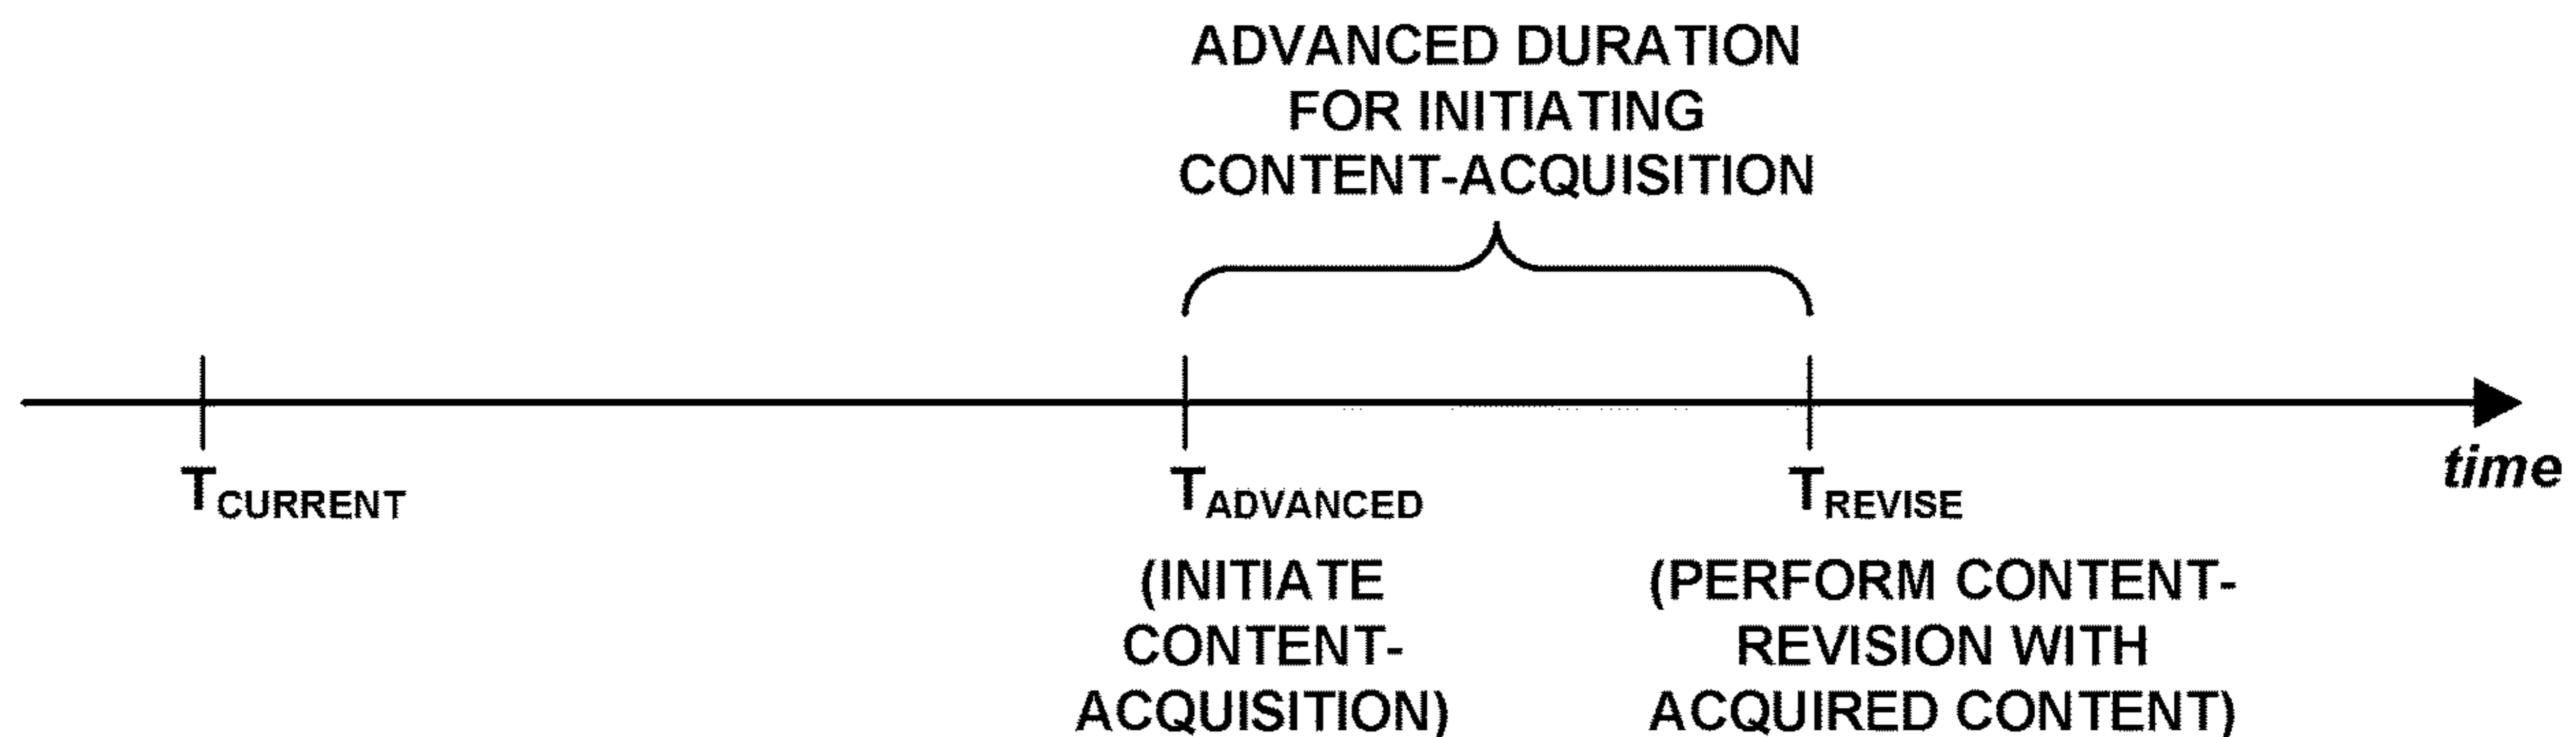 ADVANCED DURATION
FOR INITIATING
CONTENT-ACQUISITION
time
TCURRENT
TADVANCED
TREVISE
(INITIATE
CONTENT-
ACQUISITION)
(PERFORM CONTENT-
REVISION WITH
ACQUIRED CONTENT)